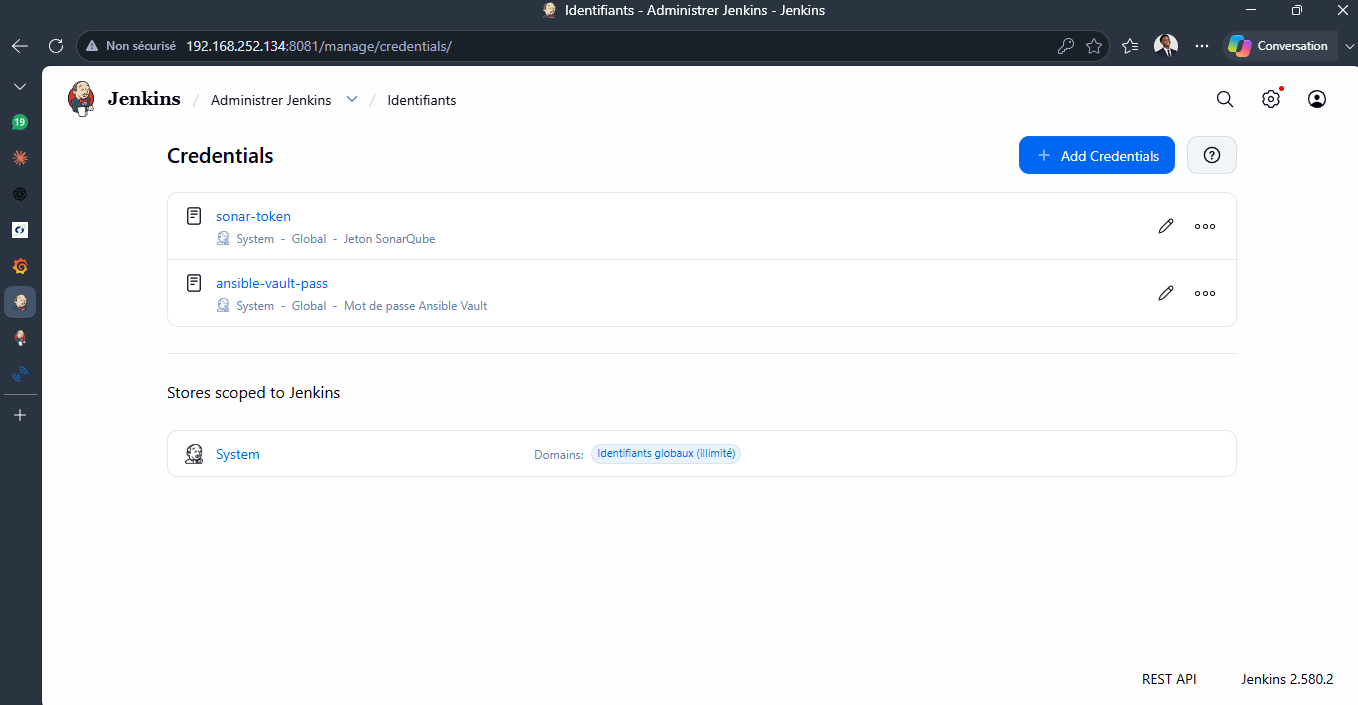 Identifiants - Administrer Jenkins - Jenkins
Non sécurisé 192.168.252.134:8081/manage/credentials/
Conversation
19
Jenkins / Administrer Jenkins / Identifiants
Credentials
+ Add Credentials
sonar-token
System - Global - Jeton SonarQube
ansible-vault-pass
System - Global - Mot de passe Ansible Vault
Stores scoped to Jenkins
System Domains: Identifiants globaux (illimité)
REST API Jenkins 2.580.2